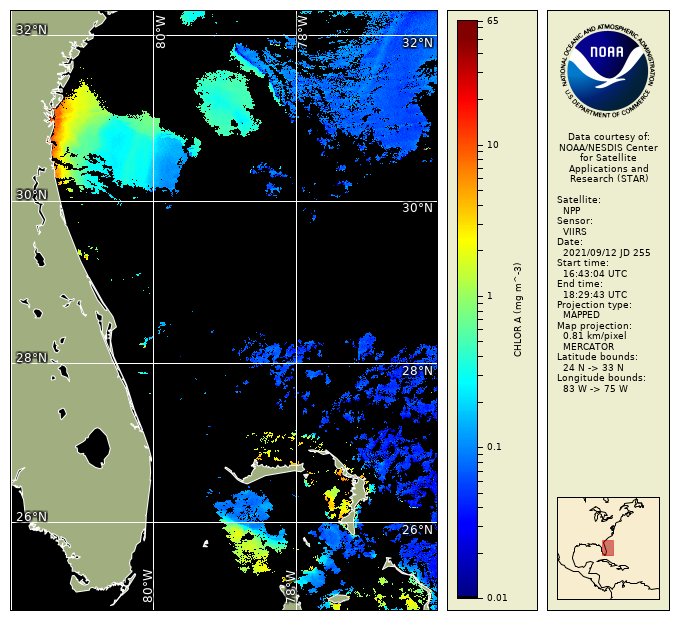 80°W
78°W
32°N
32°N
30°N
30°N
28°N
28°N
26°N
26°N
80°W
78°W
65
10
1
0.1
0.01
CHLOR A (mg m^-3)
NATIONAL OCEANIC AND ATMOSPHERIC ADMINISTRATION
NOAA
U.S. DEPARTMENT OF COMMERCE
Data courtesy of:
NOAA/NESDIS Center
for Satellite
Applications and
Research (STAR)
Satellite:
NPP
Sensor:
VIIRS
Date:
2021/09/12 JD 255
Start time:
16:43:04 UTC
End time:
18:29:43 UTC
Projection type:
MAPPED
Map projection:
0.81 km/pixel
MERCATOR
Latitude bounds:
24 N -> 33 N
Longitude bounds:
83 W -> 75 W